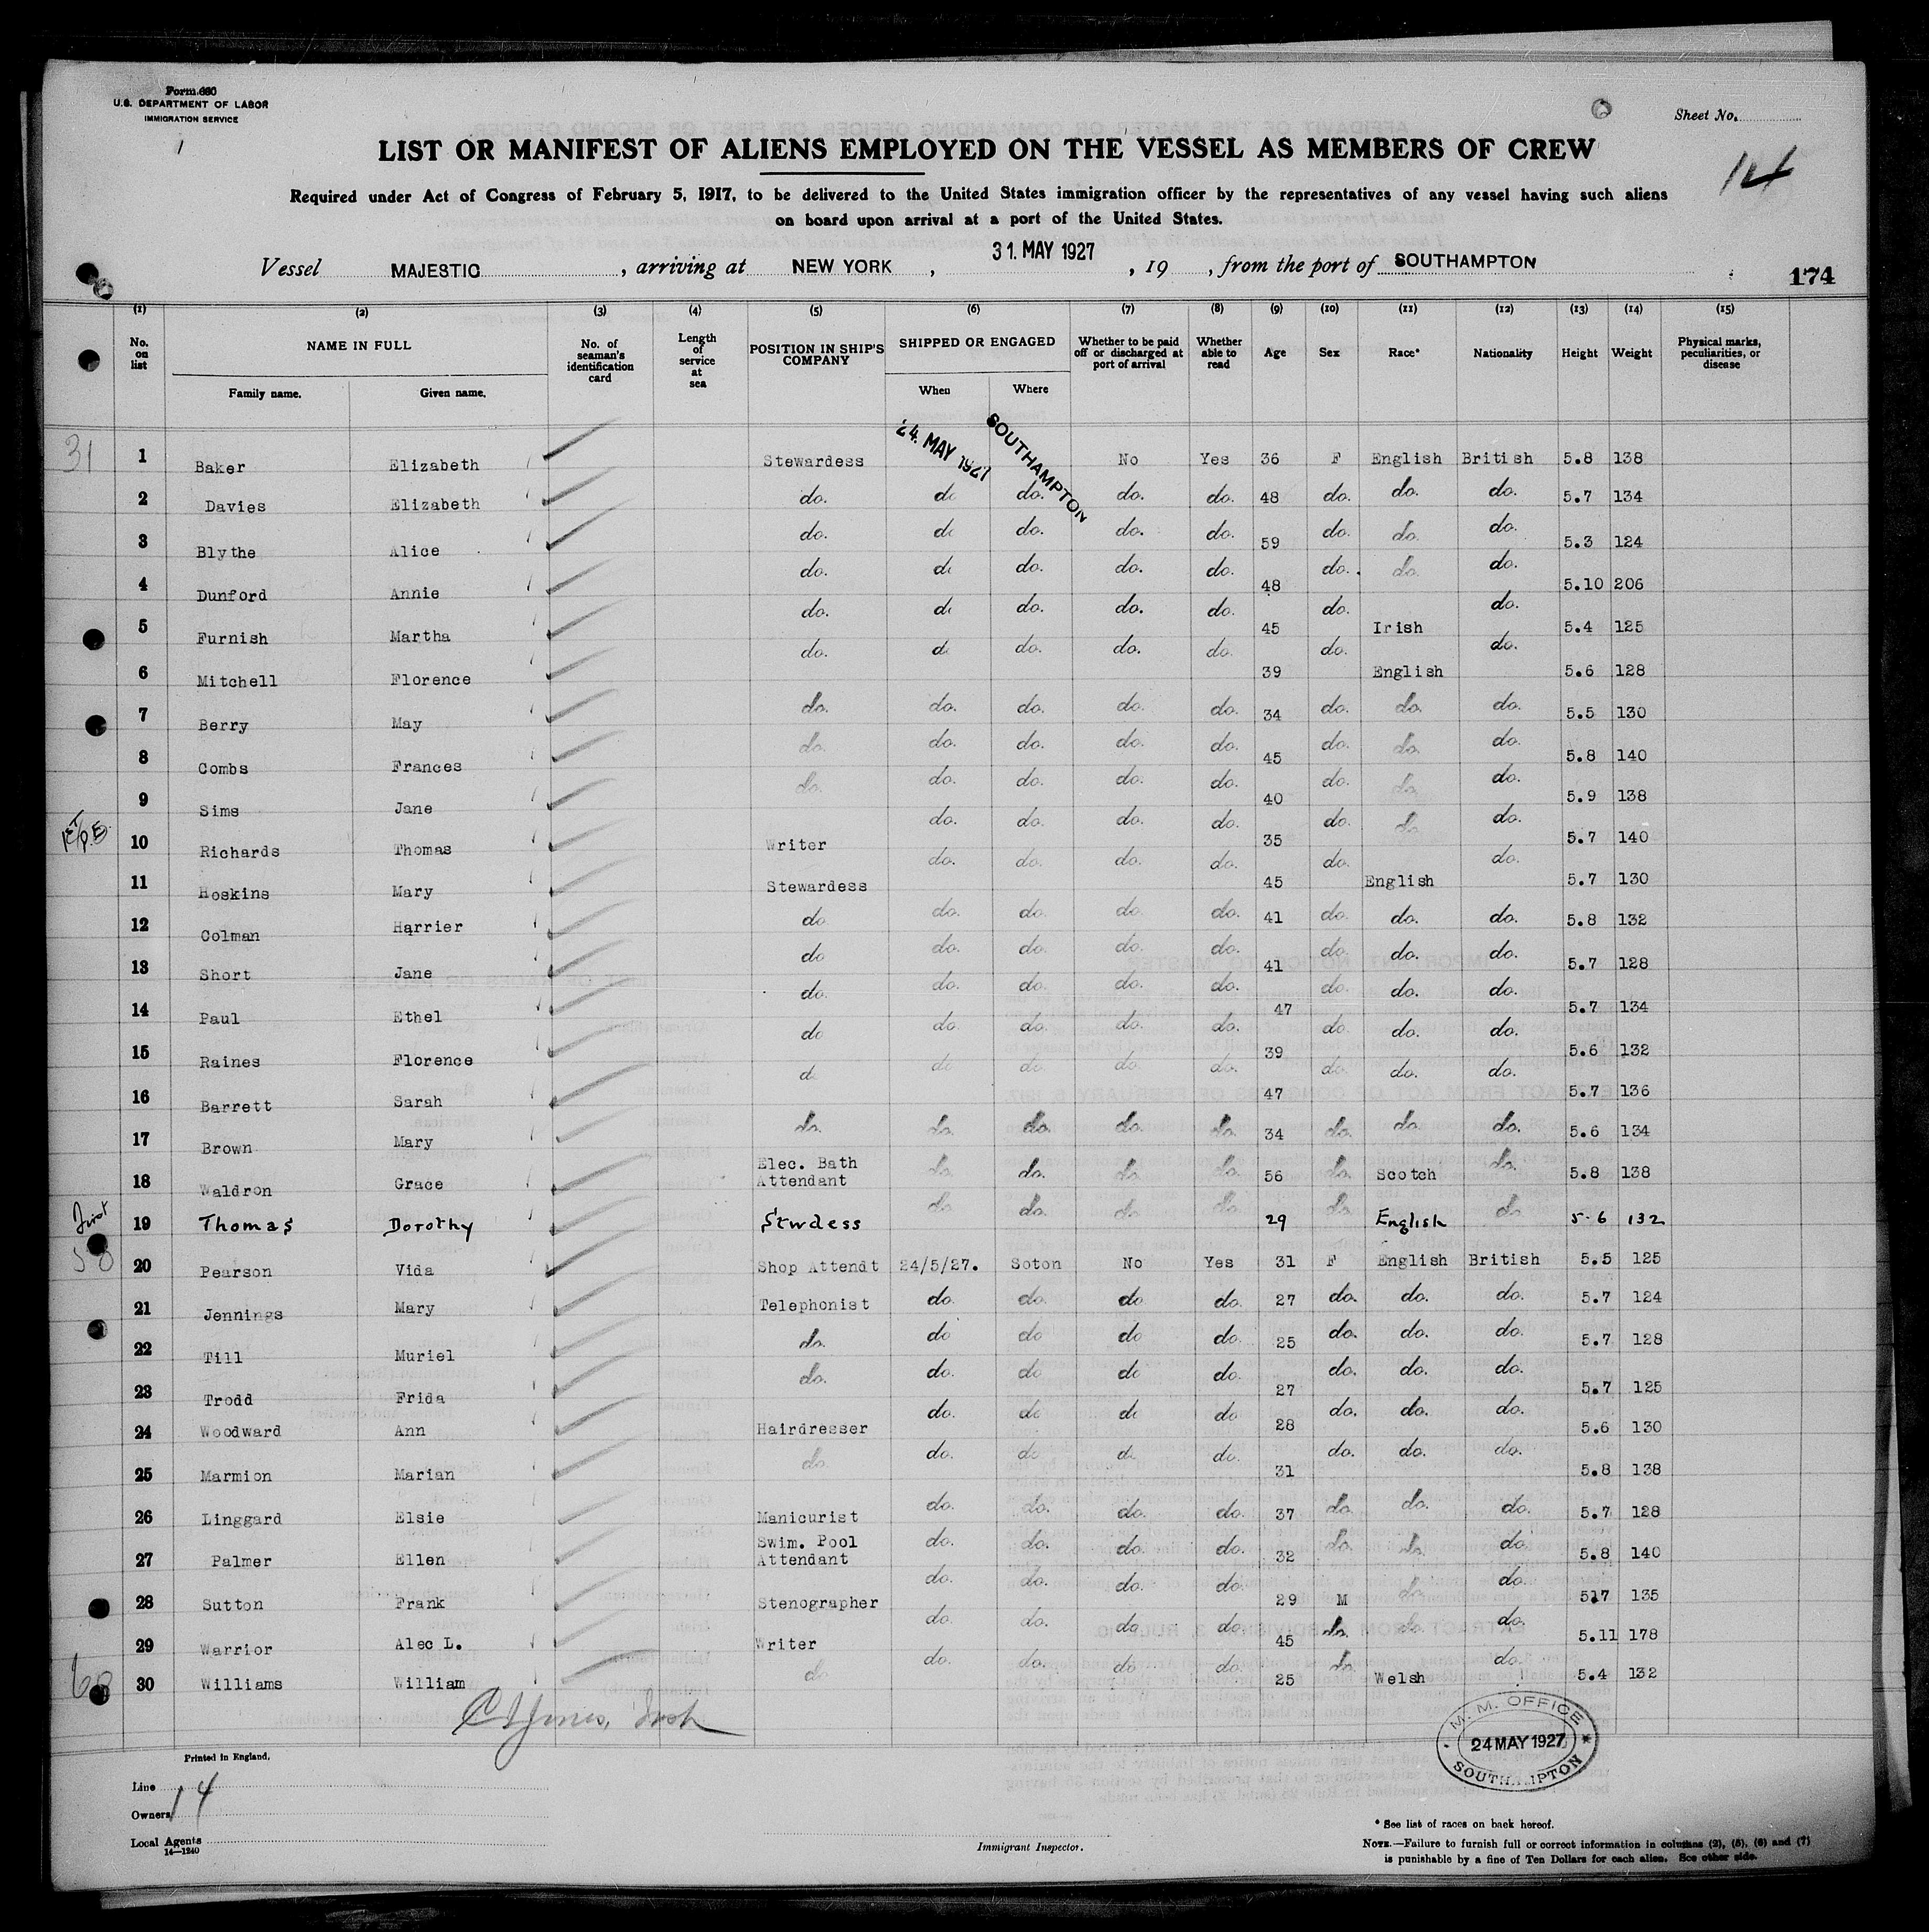 Form 680
U.S. DEPARTMENT OF LABOR
IMMIGRATION SERVICE
Sheet No.
LIST OR MANIFEST OF ALIENS EMPLOYED ON THE VESSEL AS MEMBERS OF CREW
14
Required under Act of Congress of February 5, 1917, to be delivered to the United States immigration officer by the representatives of any vessel having such aliens
on board upon arrival at a port of the United States.
Vessel MAJESTIC, arriving at NEW YORK, 31. MAY 1927, 19 , from the port of SOUTHAMPTON
174
(1) (2) (3) (4) (5) (6) (7) (8) (9) (10) (11) (12) (13) (14) (15)
No. on list NAME IN FULL No. of seaman's identification card Length of service at sea POSITION IN SHIP'S COMPANY SHIPPED OR ENGAGED Whether to be paid off or discharged at port of arrival Whether able to read Age Sex Race* Nationality Height Weight Physical marks, peculiarities, or disease
Family name. Given name. When Where
24. MAY 1927 SOUTHAMPTON
31 1 Baker Elizabeth Stewardess No Yes 36 F English British 5.8 138
2 Davies Elizabeth do. do do. do. do. 48 do. do. do. 5.7 134
3 Blythe Alice do. do do. do. do. 59 do. do. do. 5.3 124
4 Dunford Annie do. do do. do. do. 48 do. do. do. 5.10 206
5 Furnish Martha do. do do. do. do. 45 do. Irish do. 5.4 125
6 Mitchell Florence do. do do. do. do. 39 do. English do. 5.6 128
7 Berry May do. do. do. do. do. 34 do. do. do. 5.5 130
8 Combs Frances do. do. do. do. do. 45 do. do. do. 5.8 140
9 Sims Jane do. do. do. do. do. 40 do. do. do. 5.9 138
10 Richards Thomas Writer do. do. do. do. 35 do. do. do. 5.7 140
11 Hoskins Mary Stewardess do. do. do. do. 45 do. English do. 5.7 130
12 Colman Harrier do do. do. do. do. 41 do. do. do. 5.8 132
13 Short Jane do do. do. do. do. 41 do. do. do. 5.7 128
14 Paul Ethel do. do. do. do. do. 47 do. do. do. 5.7 134
15 Raines Florence do do. do. do. do. 39 do. do. do. 5.6 132
16 Barrett Sarah do do do. do. do. 47 do. do. do. 5.7 136
17 Brown Mary do. do. do. do. do. 34 do. do. do. 5.6 134
18 Waldron Grace Elec. Bath Attendant do. do. do. do. 56 do. Scotch do. 5.8 138
First 19 Thomas Dorothy Stwdess do. do. do. do. 29 do. English do. 5-6 132
58 20 Pearson Vida Shop Attendt 24/5/27. Soton No Yes 31 F English British 5.5 125
21 Jennings Mary Telephonist do. do. do do. 27 do. do. do. 5.7 124
22 Till Muriel do. do do do do. 25 do. do. do. 5.7 128
23 Trodd Frida do. do. do do do. 27 do. do. do. 5.7 125
24 Woodward Ann Hairdresser do. do do do 28 do. do. do. 5.6 130
25 Marmion Marian do. do. do. do. do. 31 do. do. do. 5.8 138
26 Linggard Elsie Manicurist do. do. do. do. 37 do. do. do. 5.7 128
27 Palmer Ellen Swim. Pool Attendant do. do. do. do. 32 do. do. do. 5.8 140
28 Sutton Frank Stenographer do. do. do. do. 29 M do. do. 517 135
29 Warrior Alec L. Writer do. do. do. do. 45 do. do. do. 5.11 178
60 30 Williams William do. do. do. do. do. 25 do. Welsh do. 5.4 132
M. M. OFFICE
24 MAY 1927
SOUTHAMPTON
Printed in England.
Line
14
Owners
Local Agents
14—1240
Immigrant Inspector.
* See list of races on back hereof.
NOTE.—Failure to furnish full or correct information in columns (2), (5), (6) and (7)
is punishable by a fine of Ten Dollars for each alien. See other side.